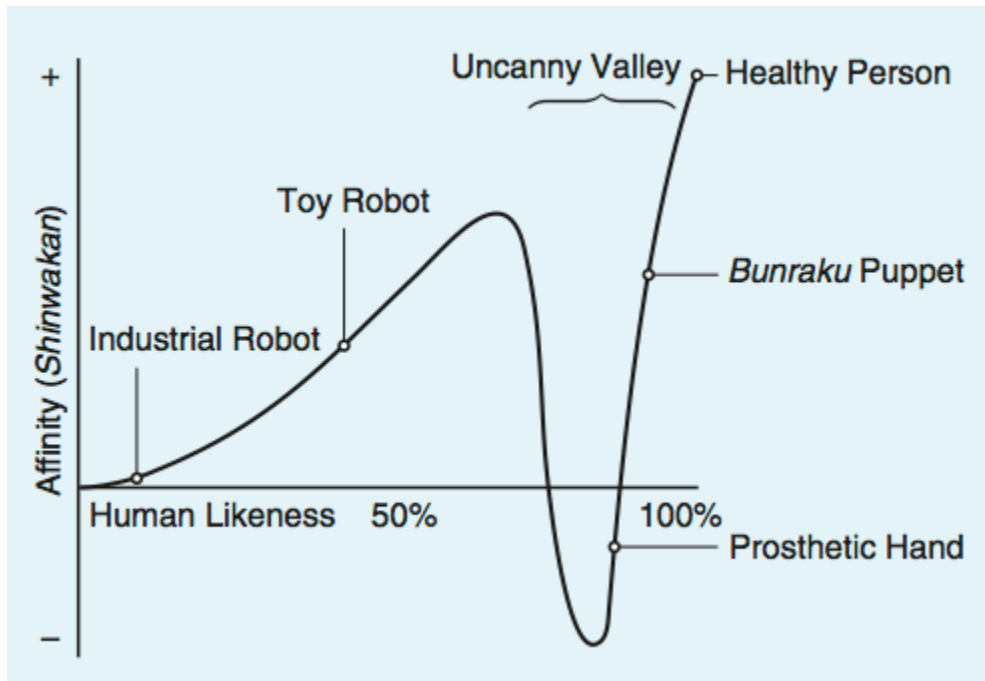 +
Uncanny Valley
Healthy Person
Toy Robot
Bunraku Puppet
Industrial Robot
Affinity (Shinwakan)
Human Likeness 50% 100%
Prosthetic Hand
–